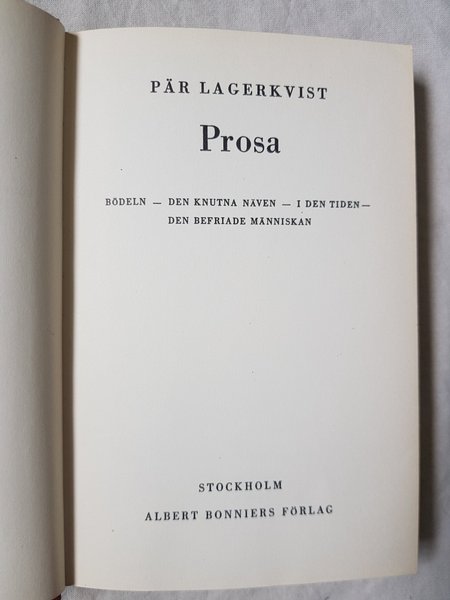 PÄR LAGERKVIST
Prosa
BÖDELN — DEN KNUTNA NÄVEN — I DEN TIDEN —
DEN BEFRIADE MÄNNISKAN
STOCKHOLM
ALBERT BONNIERS FÖRLAG